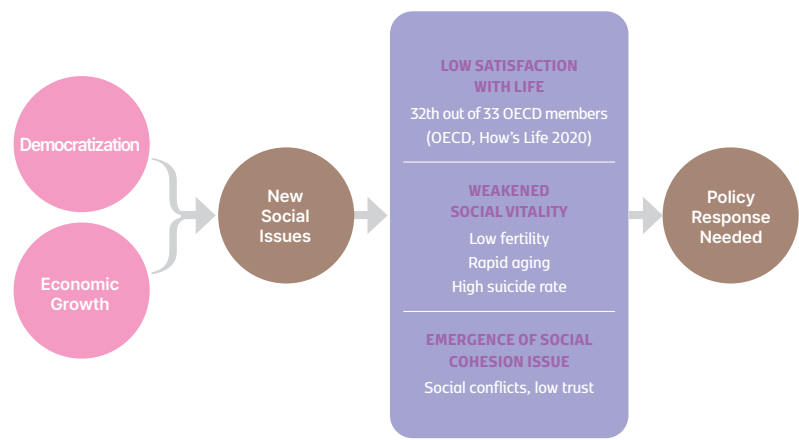 Democratization
Economic
Growth
New
Social
Issues
LOW SATISFACTION
WITH LIFE
32th out of 33 OECD members
(OECD, How's Life 2020)
WEAKENED
SOCIAL VITALITY
Low fertility
Rapid aging
High suicide rate
EMERGENCE OF SOCIAL
COHESION ISSUE
Social conflicts, low trust
Policy
Response
Needed